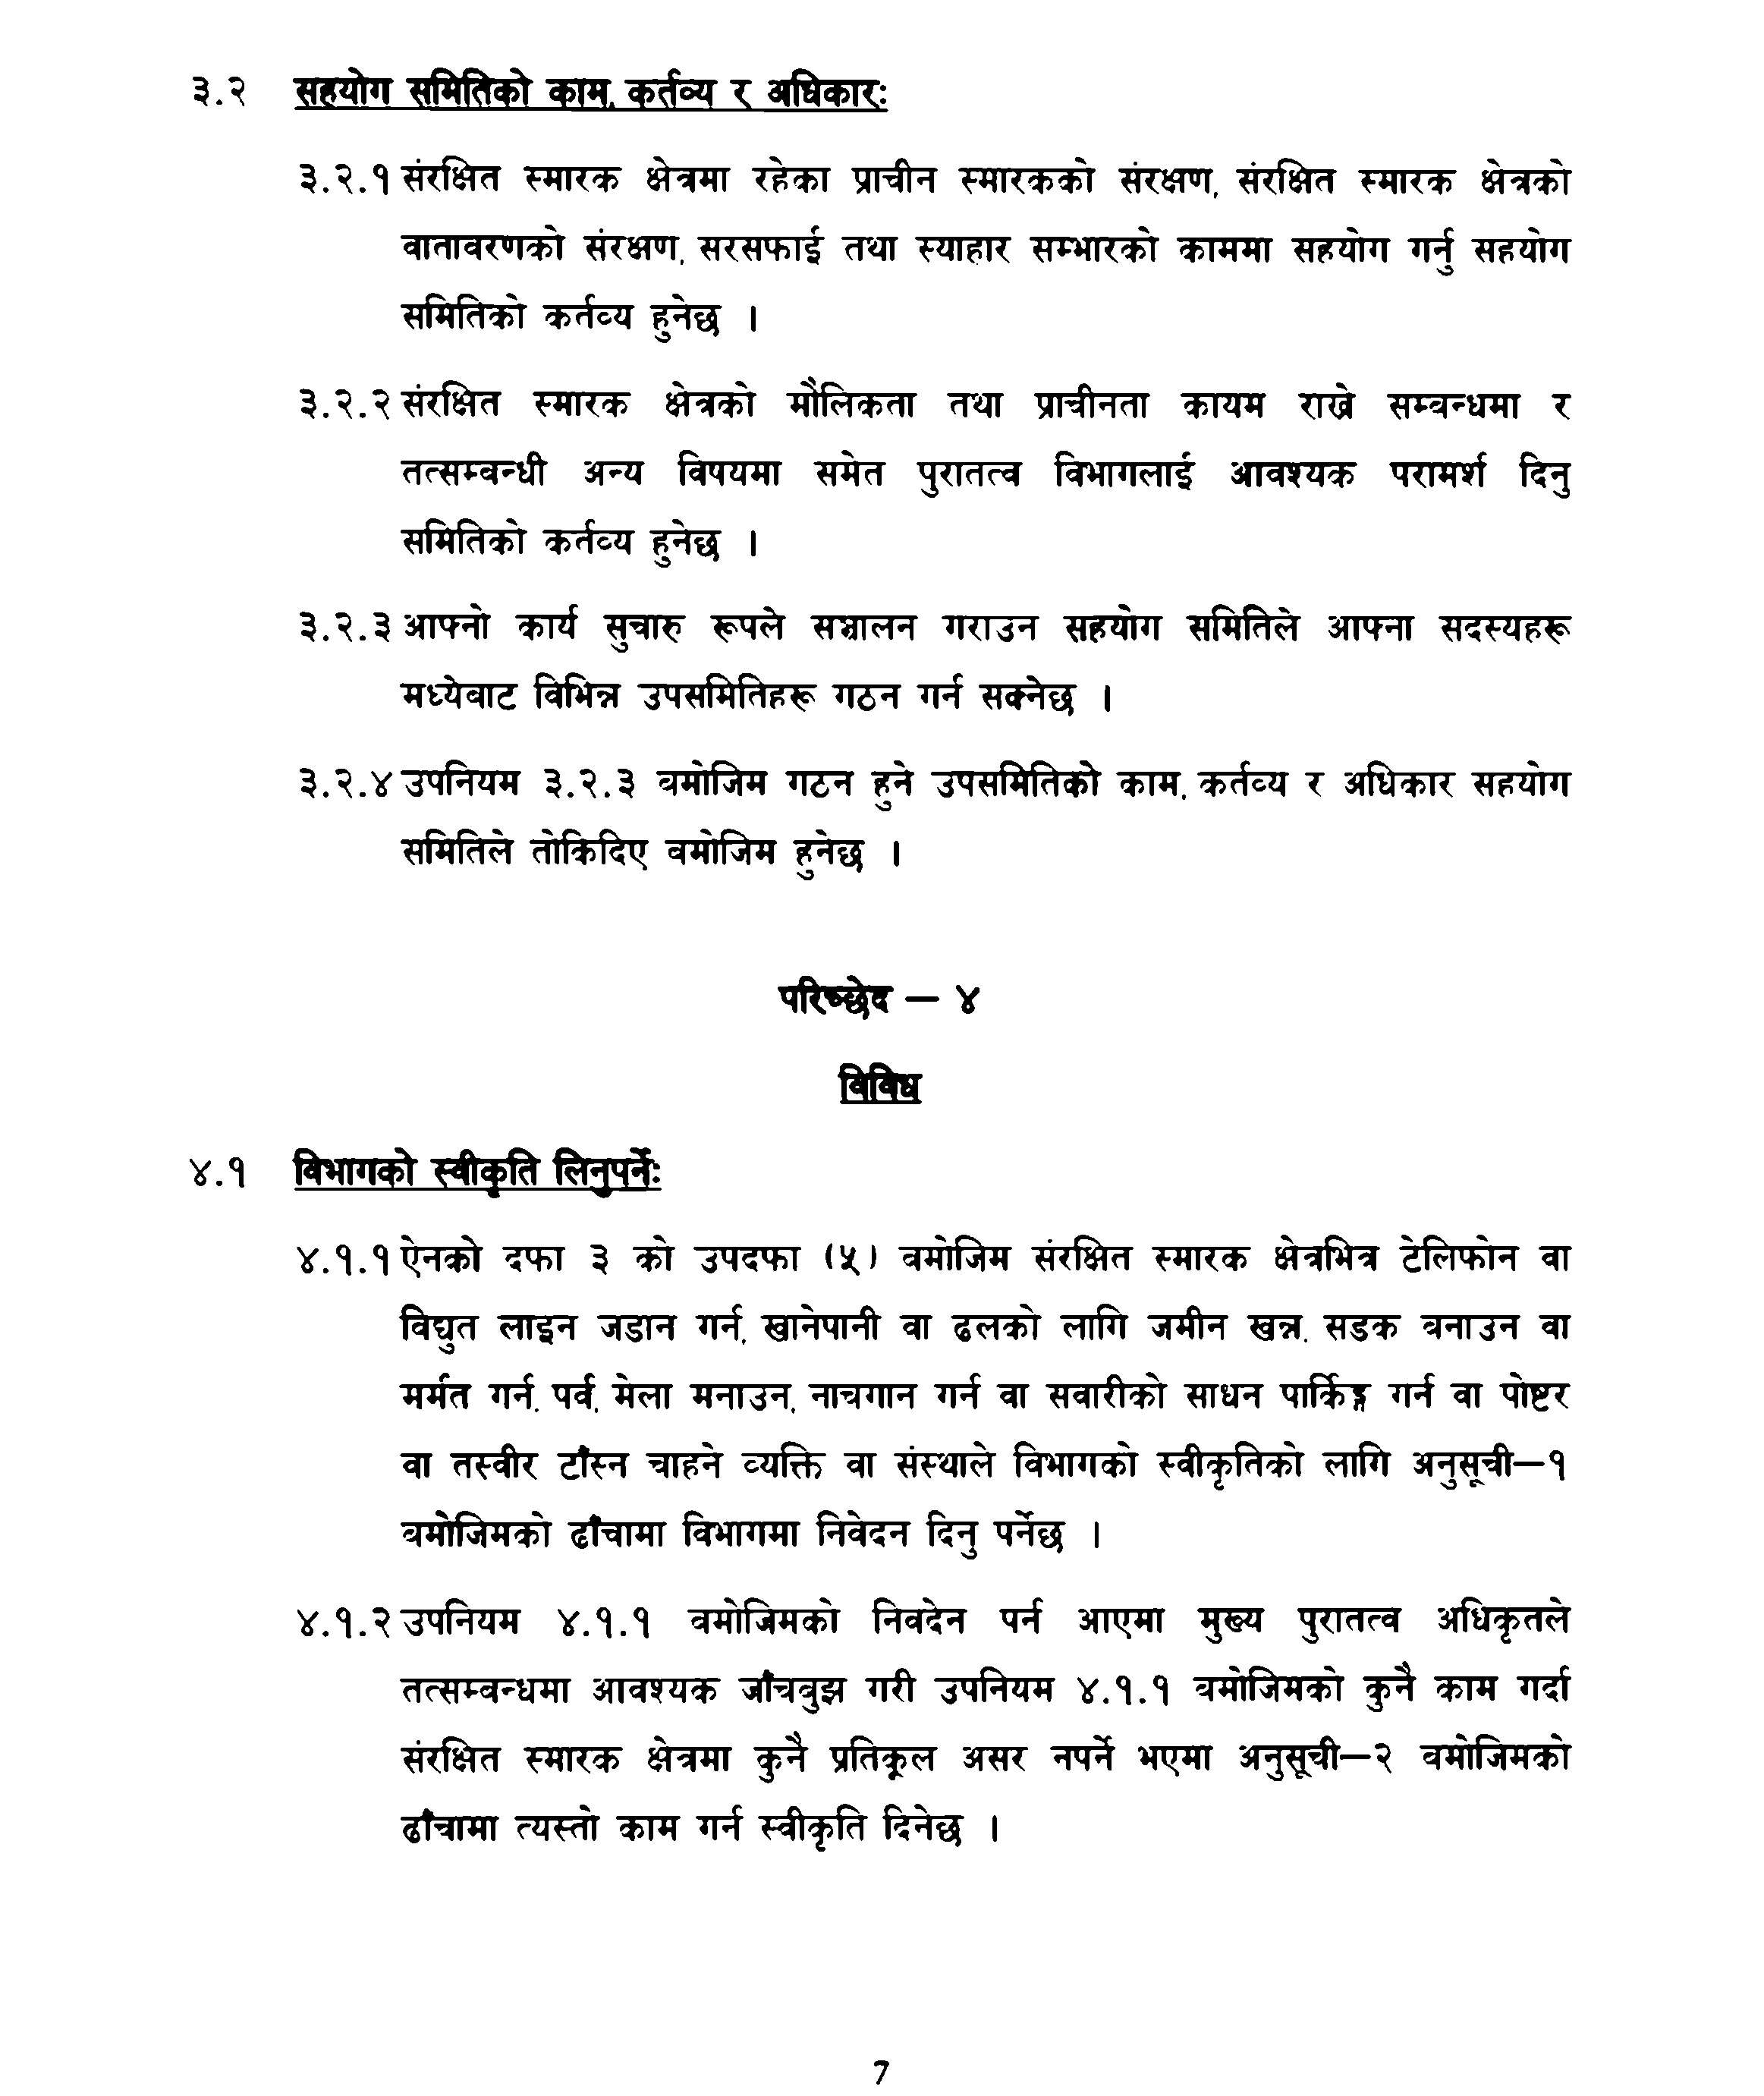 ३.२ सहयोग समितिको काम, कर्तव्य र अधिकारः
३.२.१ संरक्षित स्मारक क्षेत्रमा रहेका प्राचीन स्मारकको संरक्षण, संरक्षित स्मारक क्षेत्रको
वातावरणको संरक्षण, सरसफाई तथा स्याहार सम्भारको काममा सहयोग गर्नु सहयोग
समितिको कर्तव्य हुनेछ ।
३.२.२ संरक्षित स्मारक क्षेत्रको मौलिकता तथा प्राचीनता कायम राख्ने सम्बन्धमा र
तत्सम्बन्धी अन्य विषयमा समेत पुरातत्व विभागलाई आवश्यक परामर्श दिनु
समितिको कर्तव्य हुनेछ ।
३.२.३ आफ्नो कार्य सुचारु रूपले सञ्चालन गराउन सहयोग समितिले आफ्ना सदस्यहरू
मध्येबाट विभिन्न उपसमितिहरू गठन गर्न सक्नेछ ।
३.२.४ उपनियम ३.२.३ बमोजिम गठन हुने उपसमितिको काम, कर्तव्य र अधिकार सहयोग
समितिले तोकिदिए बमोजिम हुनेछ ।
परिच्छेद – ४
विविध
४.१ विभागको स्वीकृति लिनुपर्नेः
४.१.१ ऐनको दफा ३ को उपदफा (५) बमोजिम संरक्षित स्मारक क्षेत्रभित्र टेलिफोन वा
विद्युत लाइन जडान गर्न, खानेपानी वा ढलको लागि जमीन खन्न, सडक बनाउन वा
मर्मत गर्न, पर्व, मेला मनाउन, नाचगान गर्न वा सवारीको साधन पार्किङ्ग गर्न वा पोष्टर
वा तस्वीर टाँस्न चाहने व्यक्ति वा संस्थाले विभागको स्वीकृतिको लागि अनुसूची–१
बमोजिमको ढाँचामा विभागमा निवेदन दिनु पर्नेछ ।
४.१.२ उपनियम ४.१.१ बमोजिमको निवदेन पर्न आएमा मुख्य पुरातत्व अधिकृतले
तत्सम्बन्धमा आवश्यक जाँचबुझ गरी उपनियम ४.१.१ बमोजिमको कुनै काम गर्दा
संरक्षित स्मारक क्षेत्रमा कुनै प्रतिकूल असर नपर्ने भएमा अनुसूची–२ बमोजिमको
ढाँचामा त्यस्तो काम गर्न स्वीकृति दिनेछ ।
7